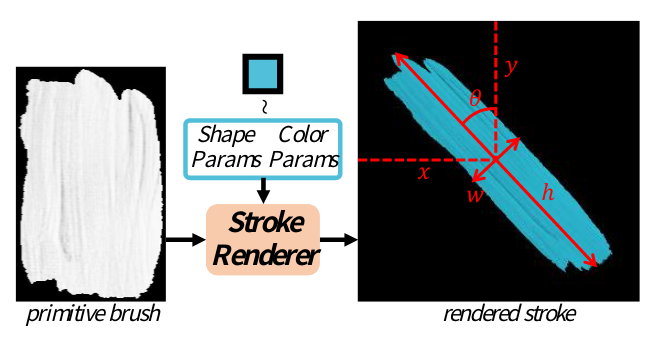 ~
Shape Color
Params Params
Stroke
Renderer
primitive brush
y
θ
x
w
h
rendered stroke